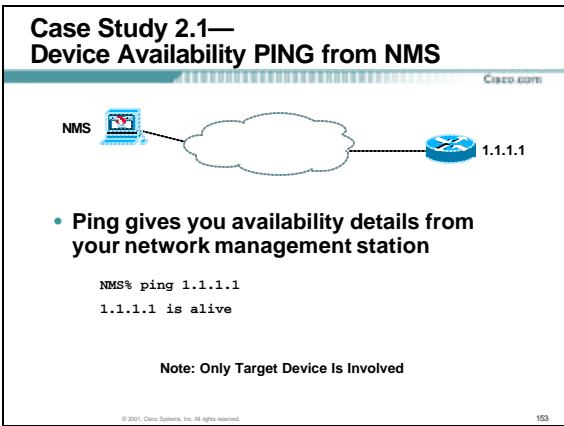 Case Study 2.1—
Device Availability PING from NMS
Cisco.com
NMS
1.1.1.1
• Ping gives you availability details from
your network management station
NMS% ping 1.1.1.1
1.1.1.1 is alive
Note: Only Target Device Is Involved
© 2001, Cisco Systems, Inc. All rights reserved.
153